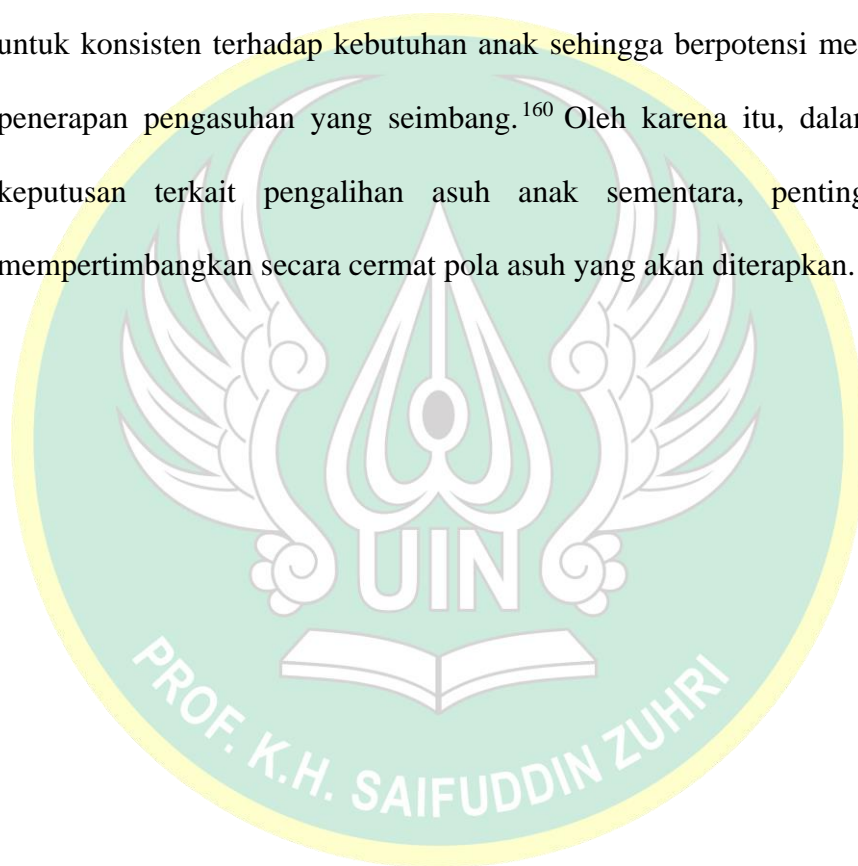 untuk konsisten terhadap kebutuhan anak sehingga berpotensi me
penerapan pengasuhan yang seimbang.160 Oleh karena itu, dalam
keputusan terkait pengalihan asuh anak sementara, penting
mempertimbangkan secara cermat pola asuh yang akan diterapkan.
UIN
PROF. K.H. SAIFUDDIN ZUHRI